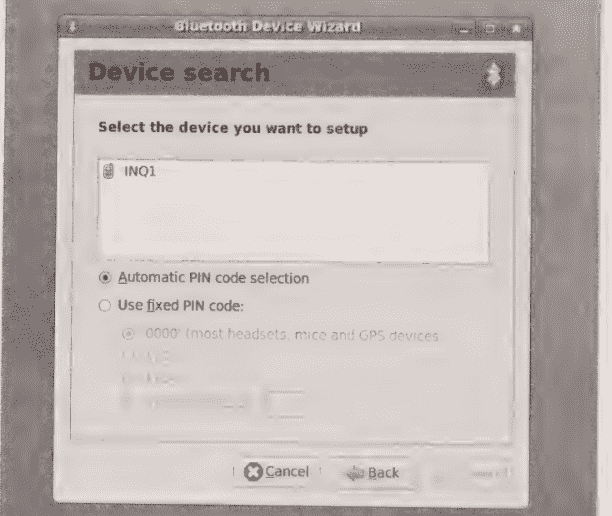 Bluetooth Device Wizard
Device search
Select the device you want to setup
INQ1
Automatic PIN code selection
Use fixed PIN code:
'0000' (most headsets, mice and GPS devices
Cancel
Back